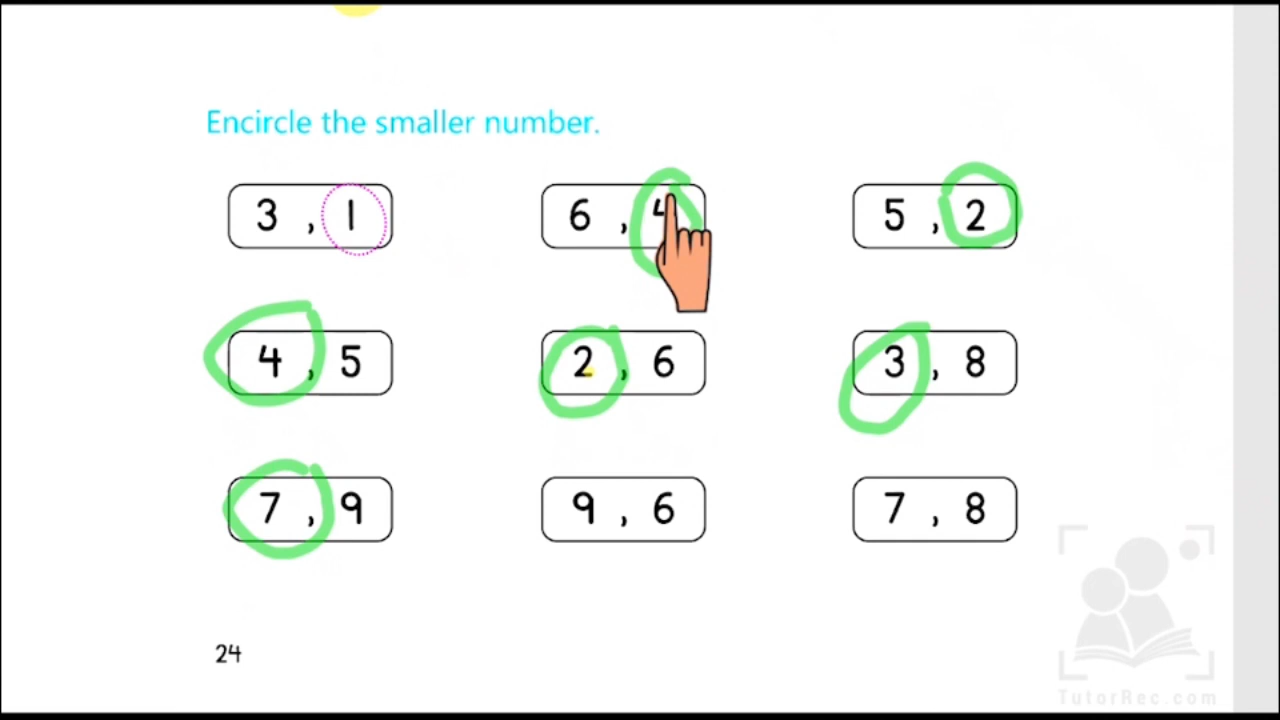 Encircle the smaller number.
3 , 1 6 , 4 5 , 2
4 , 5 2 , 6 3 , 8
7 , 9 9 , 6 7 , 8
24
TutorRec.com